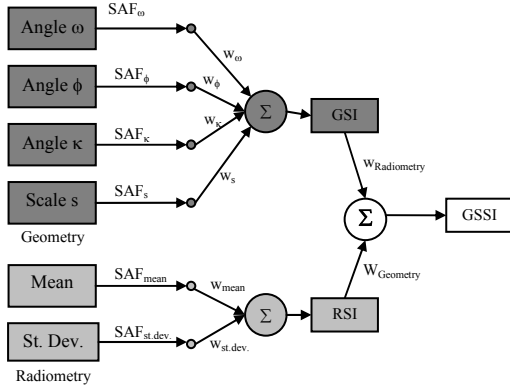 SAFω
Angle ω
wω
Angle ϕ
SAFϕ
wϕ
Σ
GSI
Angle κ
SAFκ
wκ
wRadiometry
Scale s
SAFs
ws
Σ
GSSI
Geometry
WGeometry
Mean
SAFmean
wmean
Σ
RSI
St. Dev.
SAFst.dev.
wst.dev.
Radiometry